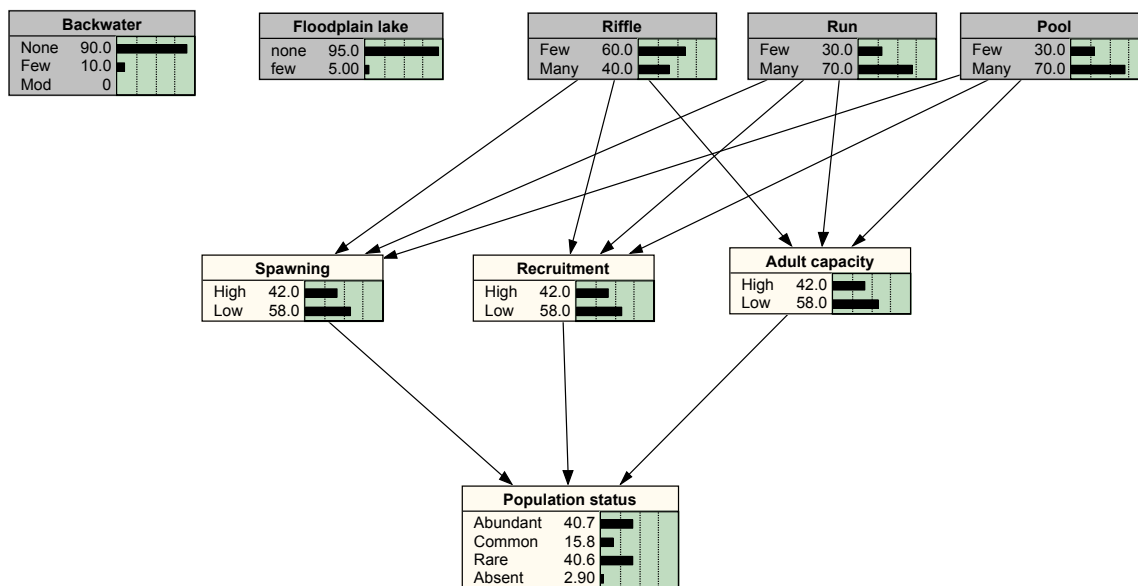 Backwater
None 90.0
Few 10.0
Mod 0
Floodplain lake
none 95.0
few 5.00
Riffle
Few 60.0
Many 40.0
Run
Few 30.0
Many 70.0
Pool
Few 30.0
Many 70.0
Spawning
High 42.0
Low 58.0
Recruitment
High 42.0
Low 58.0
Adult capacity
High 42.0
Low 58.0
Population status
Abundant 40.7
Common 15.8
Rare 40.6
Absent 2.90